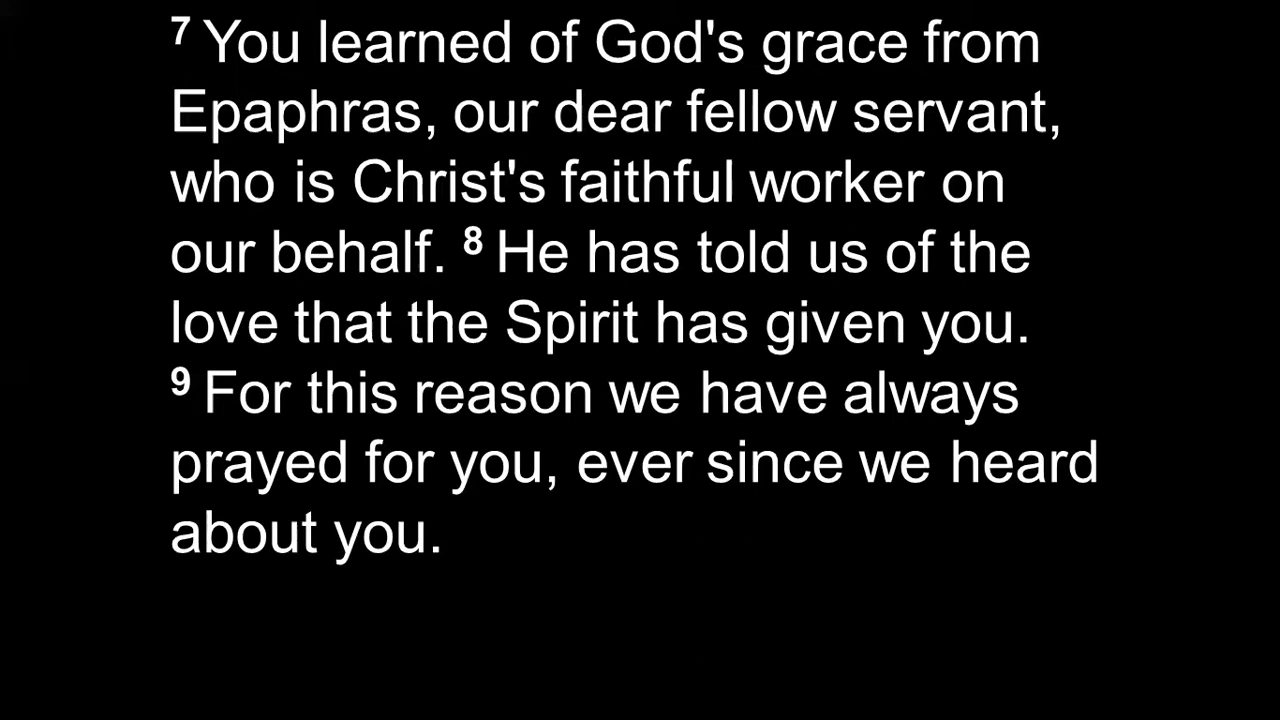 7 You learned of God's grace from
Epaphras, our dear fellow servant,
who is Christ's faithful worker on
our behalf. 8 He has told us of the
love that the Spirit has given you.
9 For this reason we have always
prayed for you, ever since we heard
about you.